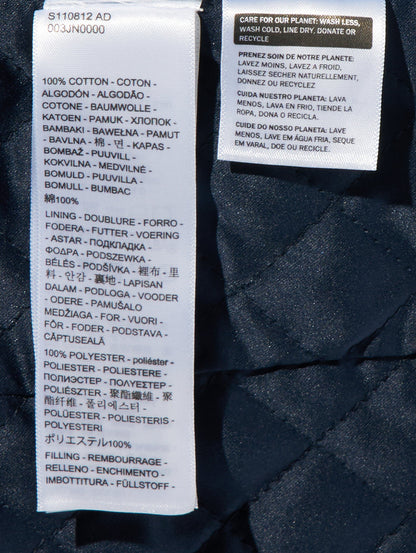 S110812 AD
003JN0000
100% COTTON - COTON -
ALGODÓN - ALGODÃO -
COTONE - BAUMWOLLE -
KATOEN - PAMUK - ХЛОПОК -
ΒΑΜΒΑΚΙ - BAWEŁNA - PAMUT
- BAVLNA - 棉 - 면 - KAPAS -
BOMBAŽ - PUUVILL -
KOKVILNA - MEDVILNĖ -
BOMULD - PUUVILLA -
BOMULL - BUMBAC
綿100%
LINING - DOUBLURE - FORRO -
FODERA - FUTTER - VOERING
- ASTAR - ПОДКЛАДКА -
ΦΟΔΡΑ - PODSZEWKA -
BÉLÉS - PODŠÍVKA - 裡布 - 里
料 - 안감 - 裏地 - LAPISAN
DALAM - PODLOGA - VOODER
- ODERE - PAMUŠALO
MEDŽIAGA - FOR - VUORI -
FÔR - FODER - PODSTAVA -
CĂPTUSEALĂ
100% POLYESTER - poliéster -
POLIESTER - POLIESTERE -
ПОЛИЭСТЕР - ΠΟΛΥΕΣΤΕΡ -
POLIÉSZTER - 聚酯纖維 - 聚
酯纤维 - 폴리에스터 -
POLÜESTER - POLIESTERIS -
POLYESTERI
ポリエステル100%
FILLING - REMBOURRAGE -
RELLENO - ENCHIMENTO -
IMBOTTITURA - FÜLLSTOFF -
CARE FOR OUR PLANET: WASH LESS,
WASH COLD, LINE DRY, DONATE OR
RECYCLE
PRENEZ SOIN DE NOTRE PLANETE:
LAVEZ MOINS, LAVEZ A FROID,
LAISSEZ SECHER NATURELLEMENT,
DONNEZ OU RECYCLEZ.
CUIDA NUESTRO PLANETA: LAVA
MENOS, LAVA EN FRIO, TIENDE LA
ROPA, DONA O RICICLA.
CUIDE DO NOSSO PLANETA: LAVE
MENOS, LAVE EM ÁGUA FRIA, SEQUE
EM VARAL, DOE OU RECICLE.